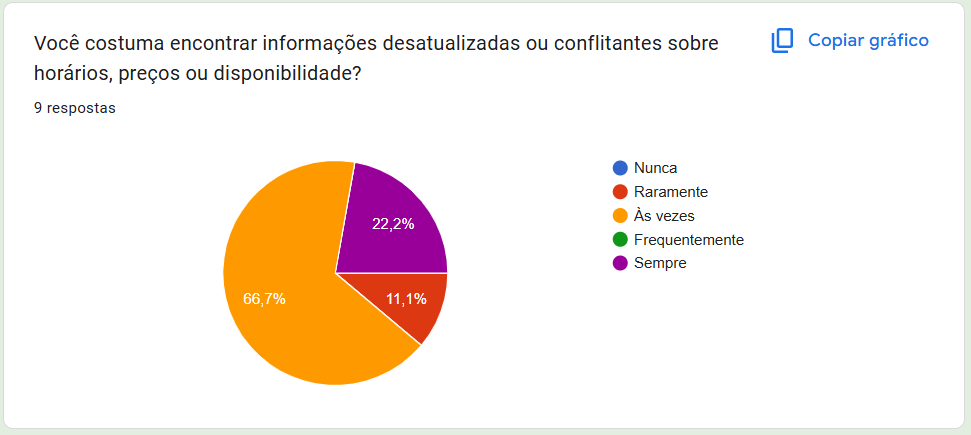 Você costuma encontrar informações desatualizadas ou conflitantes sobre
horários, preços ou disponibilidade?
Copiar gráfico
9 respostas
22,2%
66,7%
11,1%
Nunca
Raramente
Às vezes
Frequentemente
Sempre